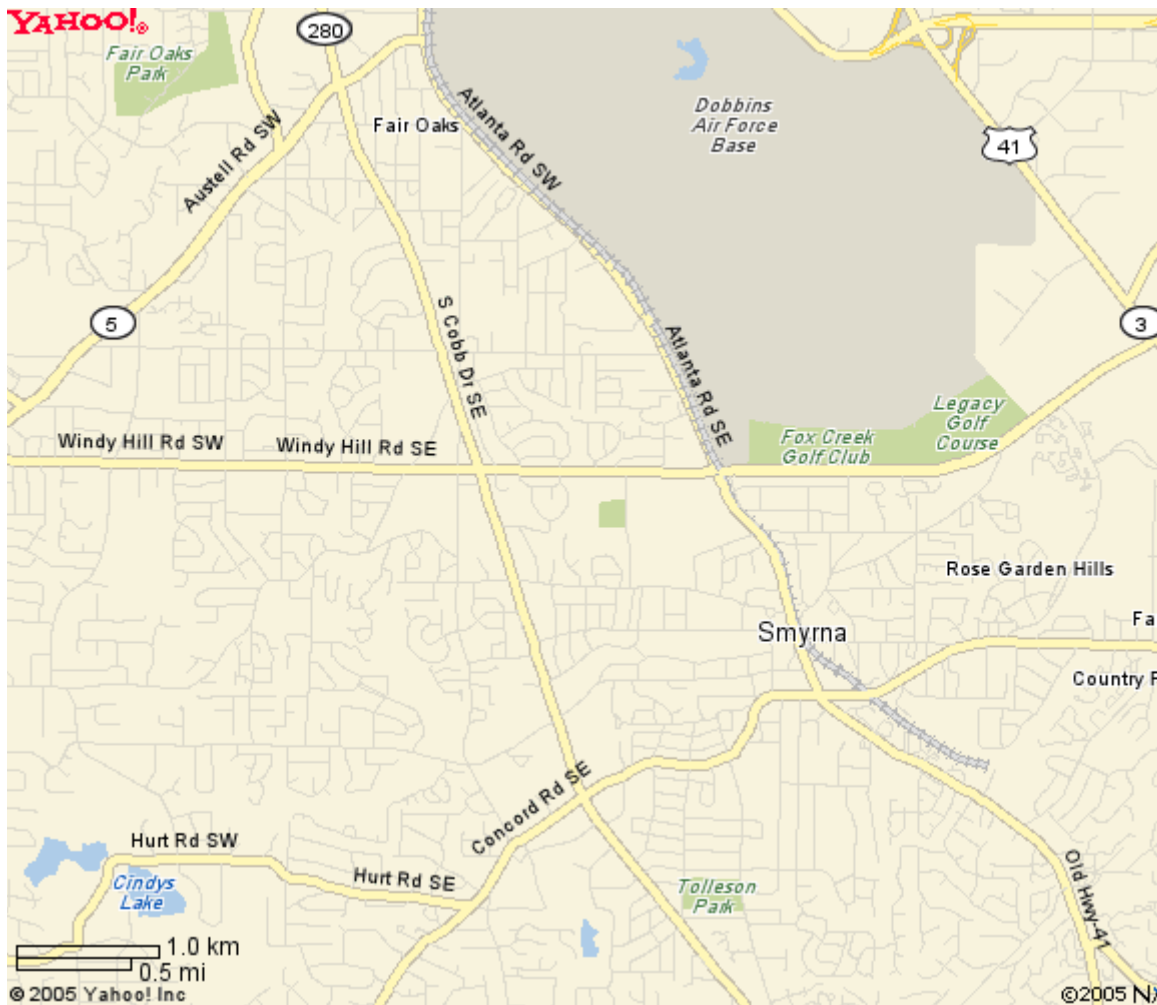 YAHOO!®
280
Fair Oaks
Park
Dobbins
Air Force
Base
Fair Oaks
Atlanta Rd SW
41
Austell Rd SW
5
3
S Cobb Dr SE
Atlanta Rd SE
Legacy
Golf
Course
Fox Creek
Golf Club
Windy Hill Rd SW
Windy Hill Rd SE
Rose Garden Hills
Smyrna
Fa
Country
Concord Rd SE
Hurt Rd SW
Hurt Rd SE
Cindys
Lake
Tolleson
Park
Old Hwy-41
1.0 km
0.5 mi
© 2005 Yahoo! Inc
©2005 N